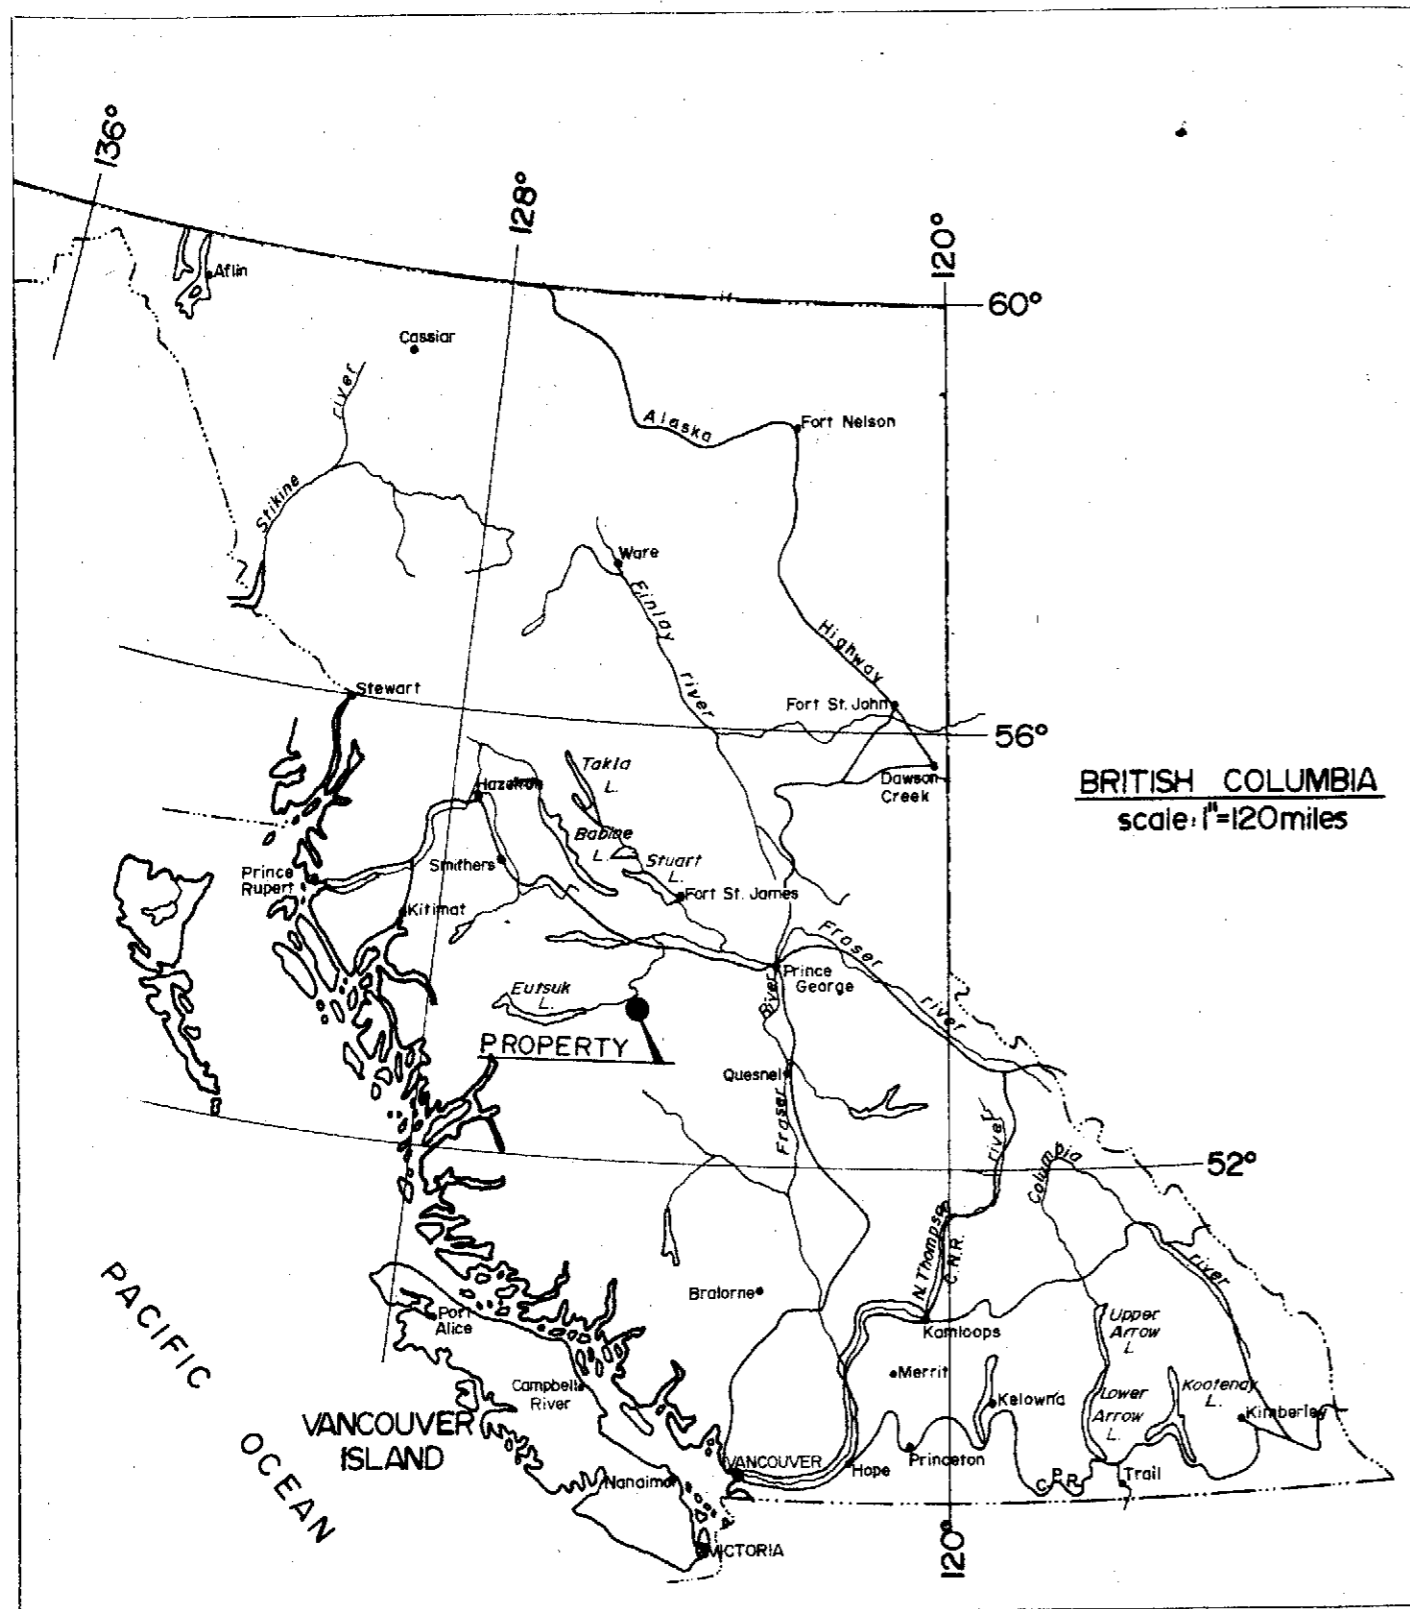 136°
128°
120°
Atlin
60°
Cassiar
river
Alaska
Fort Nelson
Stikine
Ware
Finlay
river
Highway
Stewart
Fort St. John
56°
Takla
L.
Dawson
Creek
BRITISH COLUMBIA
scale: 1"=120miles
Hazelton
Babine
L.
Stuart
L.
Smithers
Prince
Rupert
Fort St. James
Kitimat
Fraser
river
Prince
George
River
Eutsuk
L.
PROPERTY
Quesnel
Fraser
river
Columbia
52°
N. Thompson
C.N.R.
river
PACIFIC
OCEAN
Bralorne
Port
Alice
Kamloops
Upper
Arrow
L.
Merrit
Campbell
River
Kelowna
Lower
Arrow
L.
Kootenay
L.
Kimberley
VANCOUVER
ISLAND
VANCOUVER
Hope
Princeton
Nanaimo
C.P.R.
Trail
VICTORIA
120°